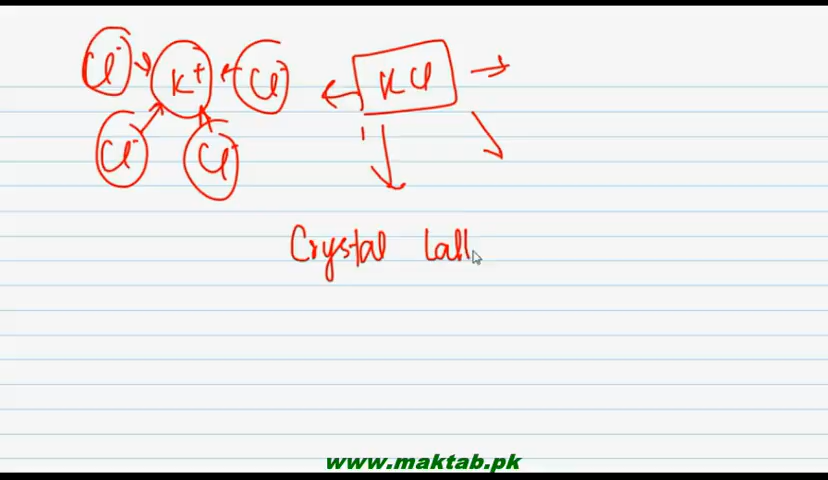 Cl⁻ K⁺ Cl⁻ KCl
Cl⁻ Cl⁻
Crystal Latt
www.maktab.pk